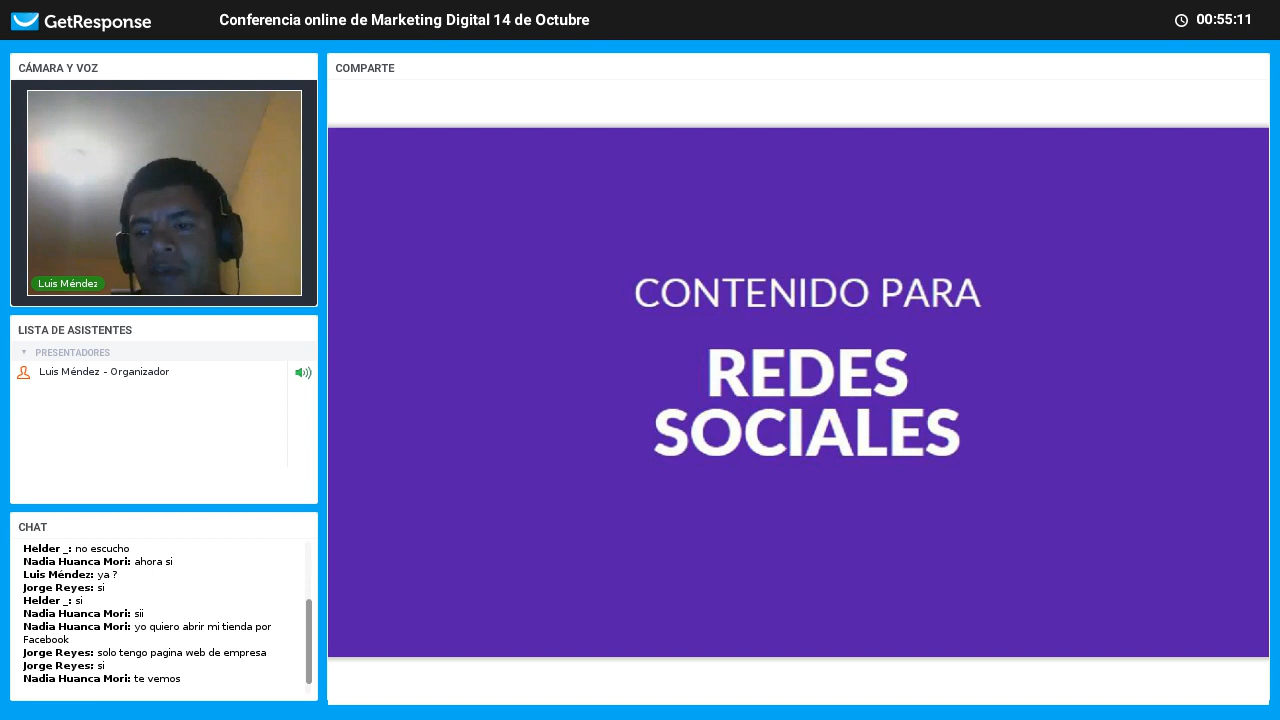 GetResponse
Conferencia online de Marketing Digital 14 de Octubre
00:55:11
CÁMARA Y VOZ
Luis Méndez
LISTA DE ASISTENTES
PRESENTADORES
Luis Méndez - Organizador
CHAT
Helder _: no escucho
Nadia Huanca Mori: ahora si
Luis Méndez: ya ?
Jorge Reyes: si
Helder _: si
Nadia Huanca Mori: sii
Nadia Huanca Mori: yo quiero abrir mi tienda por
Facebook
Jorge Reyes: solo tengo pagina web de empresa
Jorge Reyes: si
Nadia Huanca Mori: te vemos
COMPARTE
CONTENIDO PARA
REDES
SOCIALES